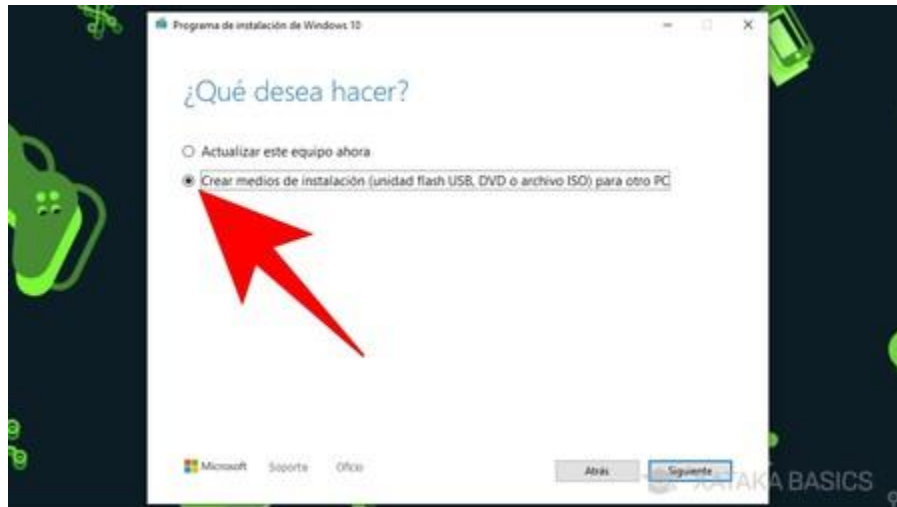 Programa de instalación de Windows 10
¿Qué desea hacer?
Actualizar este equipo ahora
Crear medios de instalación (unidad flash USB, DVD o archivo ISO) para otro PC
Microsoft Soporte Oficio Atrás Siguiente
XATAKA BASICS